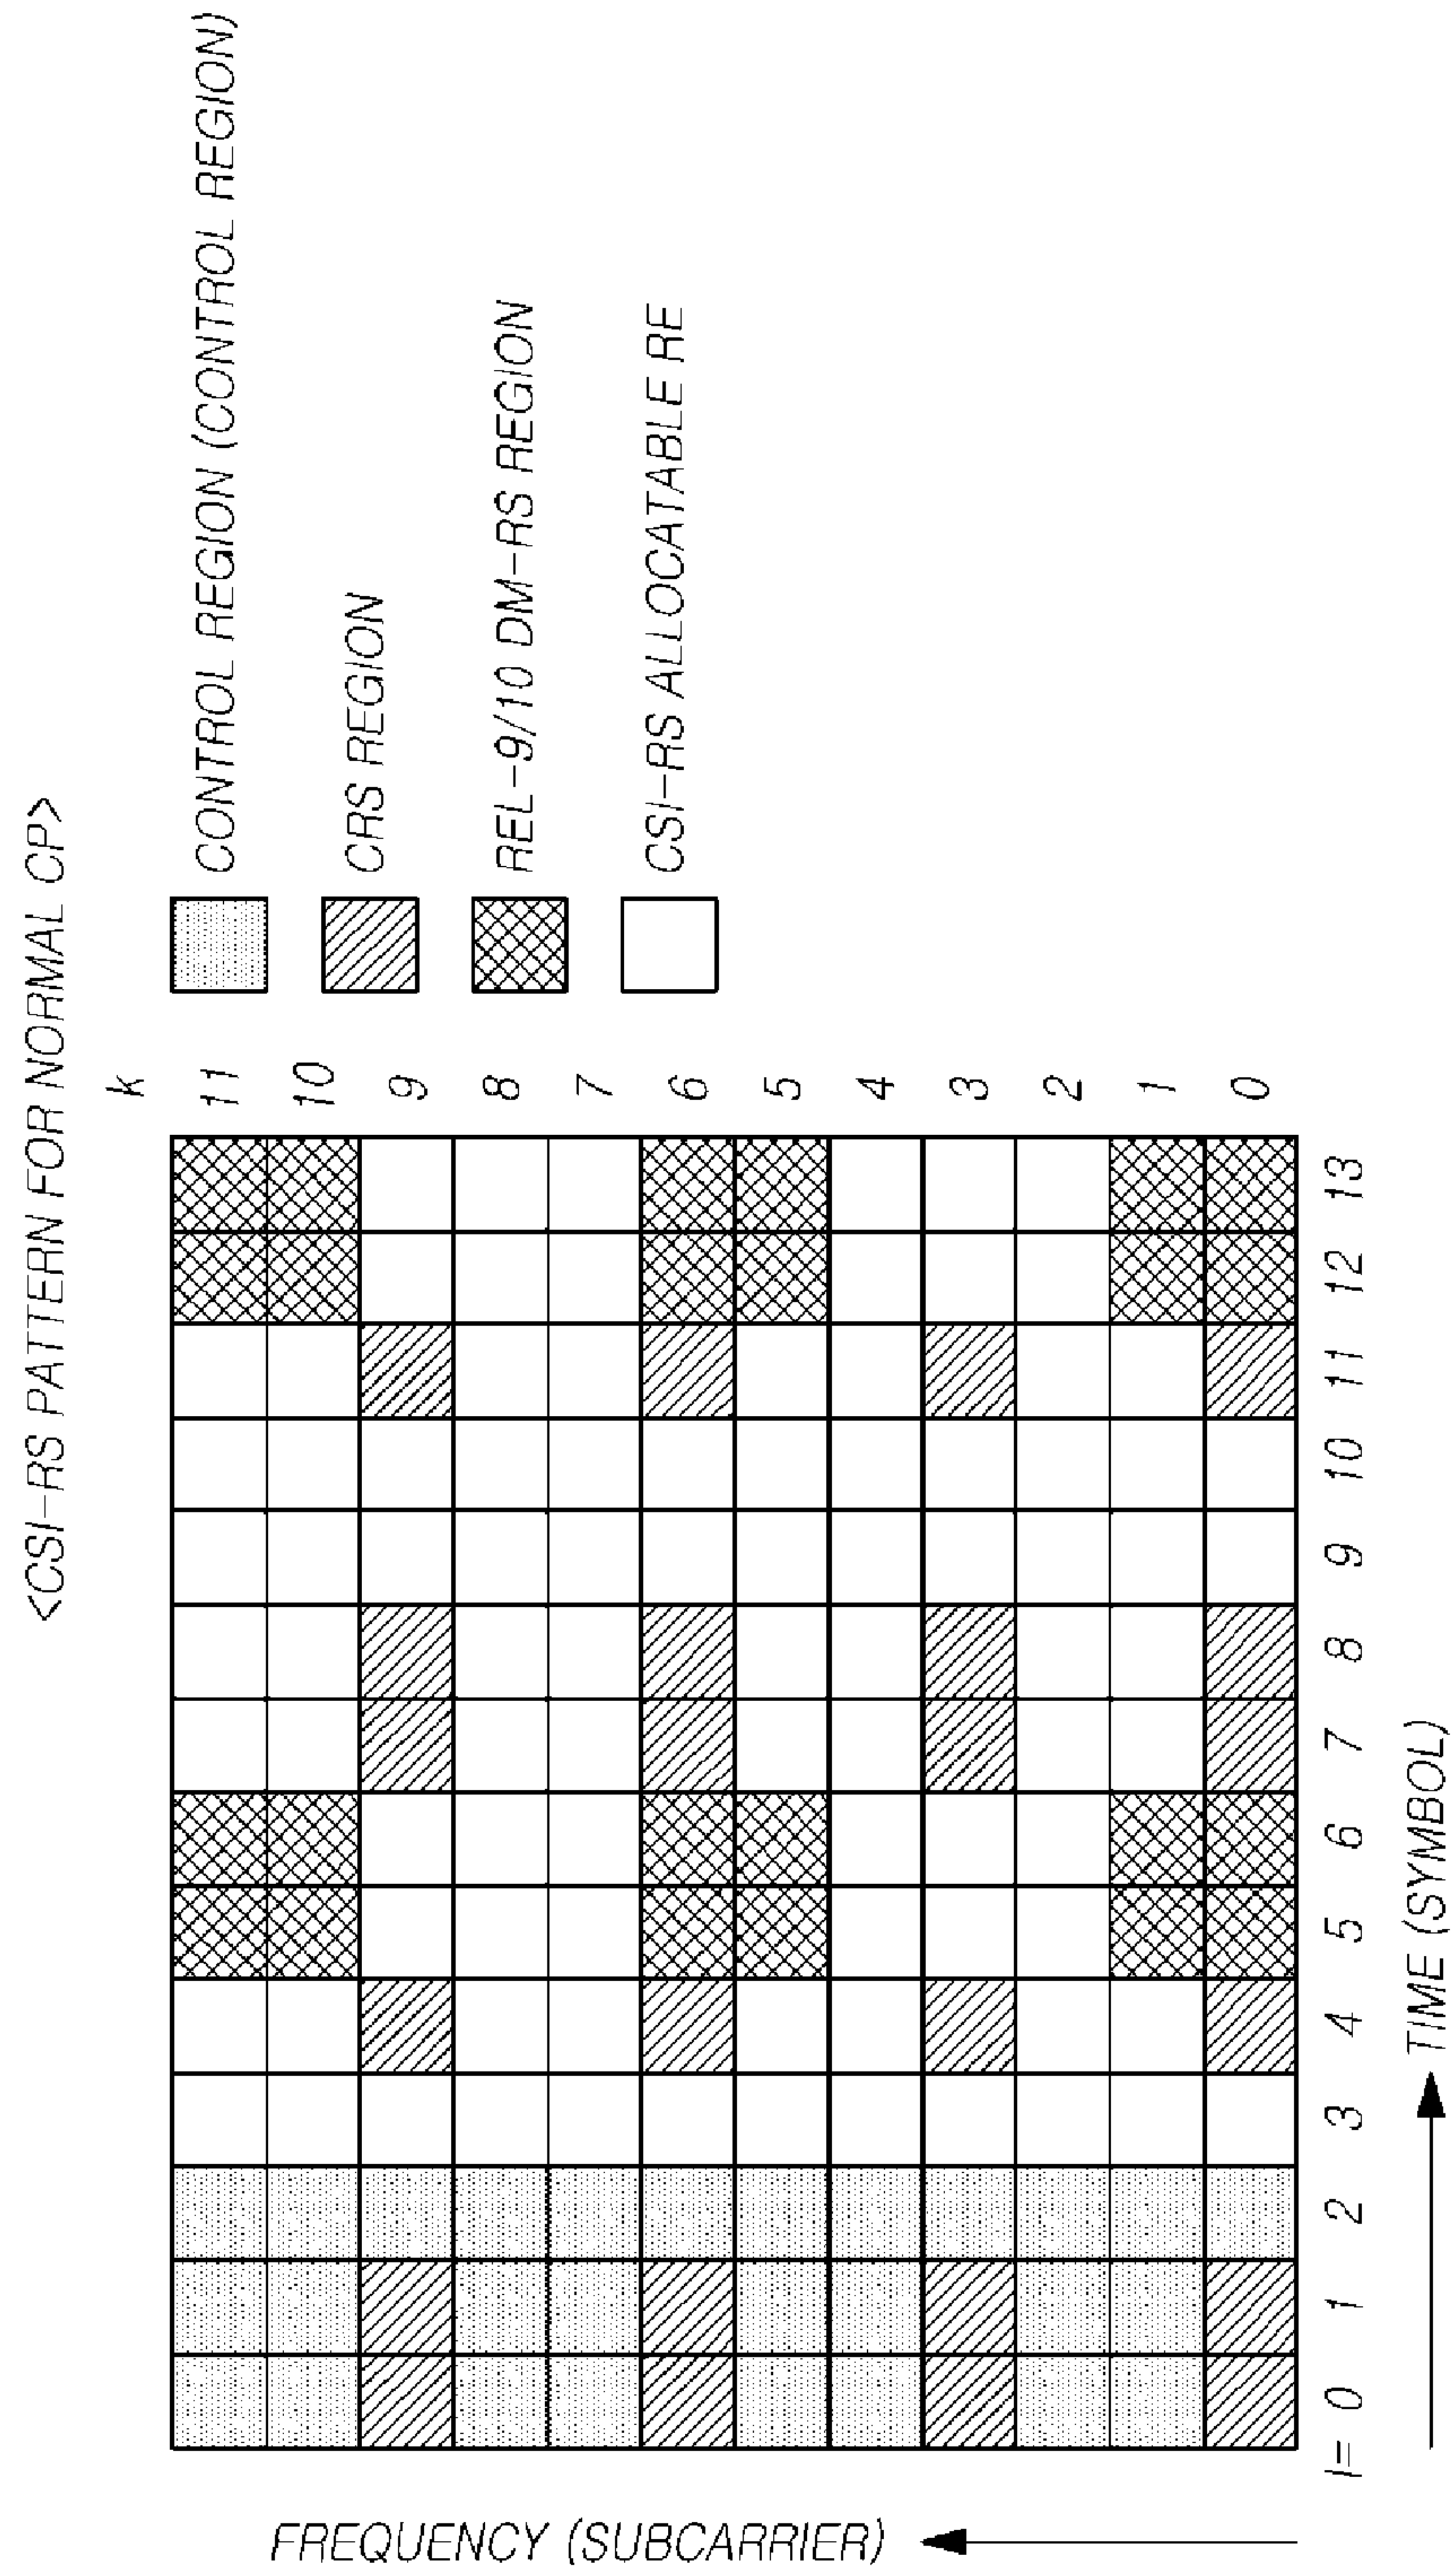 <CSI-RS PATTERN FOR NORMAL CP>
FREQUENCY (SUBCARRIER)
k
11
10
9
8
7
6
5
4
3
2
1
0
l= 0 1 2 3 4 5 6 7 8 9 10 11 12 13
TIME (SYMBOL)
CONTROL REGION (CONTROL REGION)
CRS REGION
REL-9/10 DM-RS REGION
CSI-RS ALLOCATABLE RE